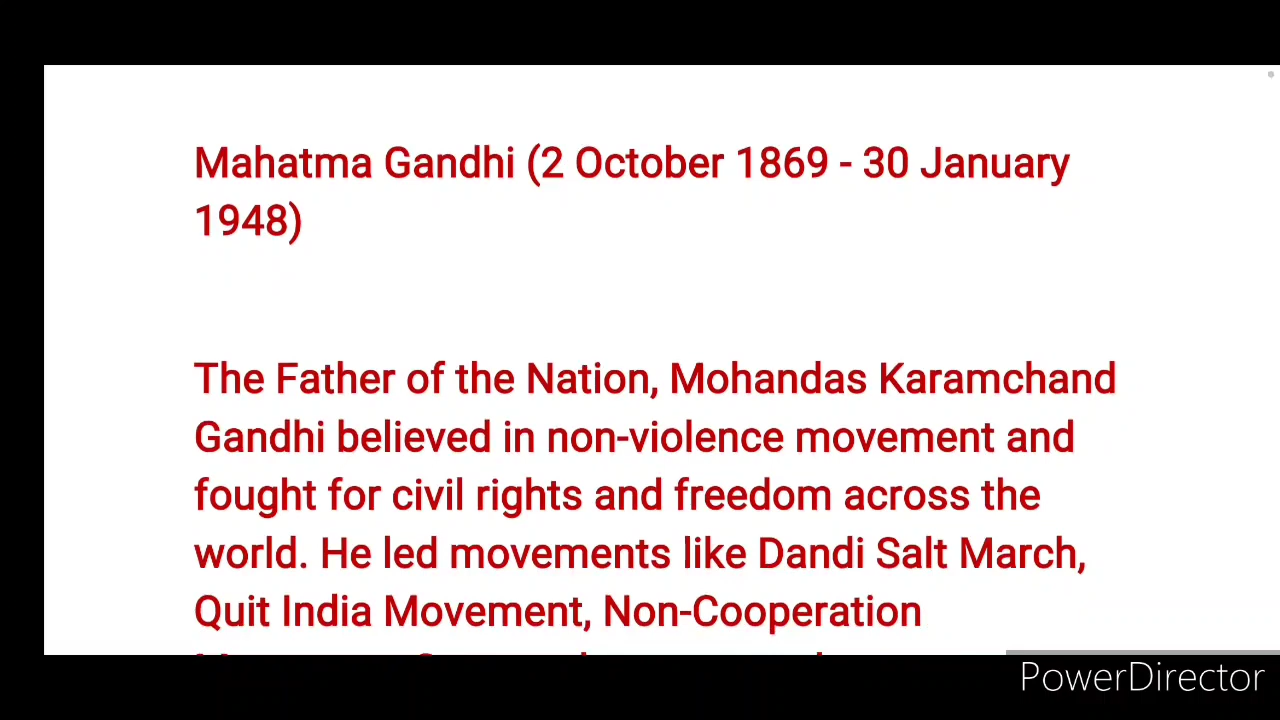 Mahatma Gandhi (2 October 1869 - 30 January
1948)
The Father of the Nation, Mohandas Karamchand
Gandhi believed in non-violence movement and
fought for civil rights and freedom across the
world. He led movements like Dandi Salt March,
Quit India Movement, Non-Cooperation
PowerDirector